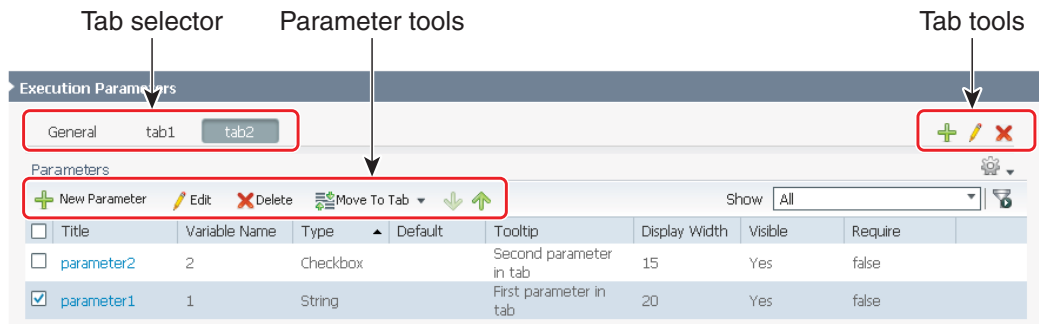 Tab selector Parameter tools Tab tools
Execution Parameters
General tab1 tab2
Parameters
New Parameter Edit Delete Move To Tab Show All
Title Variable Name Type Default Tooltip Display Width Visible Require
parameter2 2 Checkbox Second parameter in tab 15 Yes false
parameter1 1 String First parameter in tab 20 Yes false